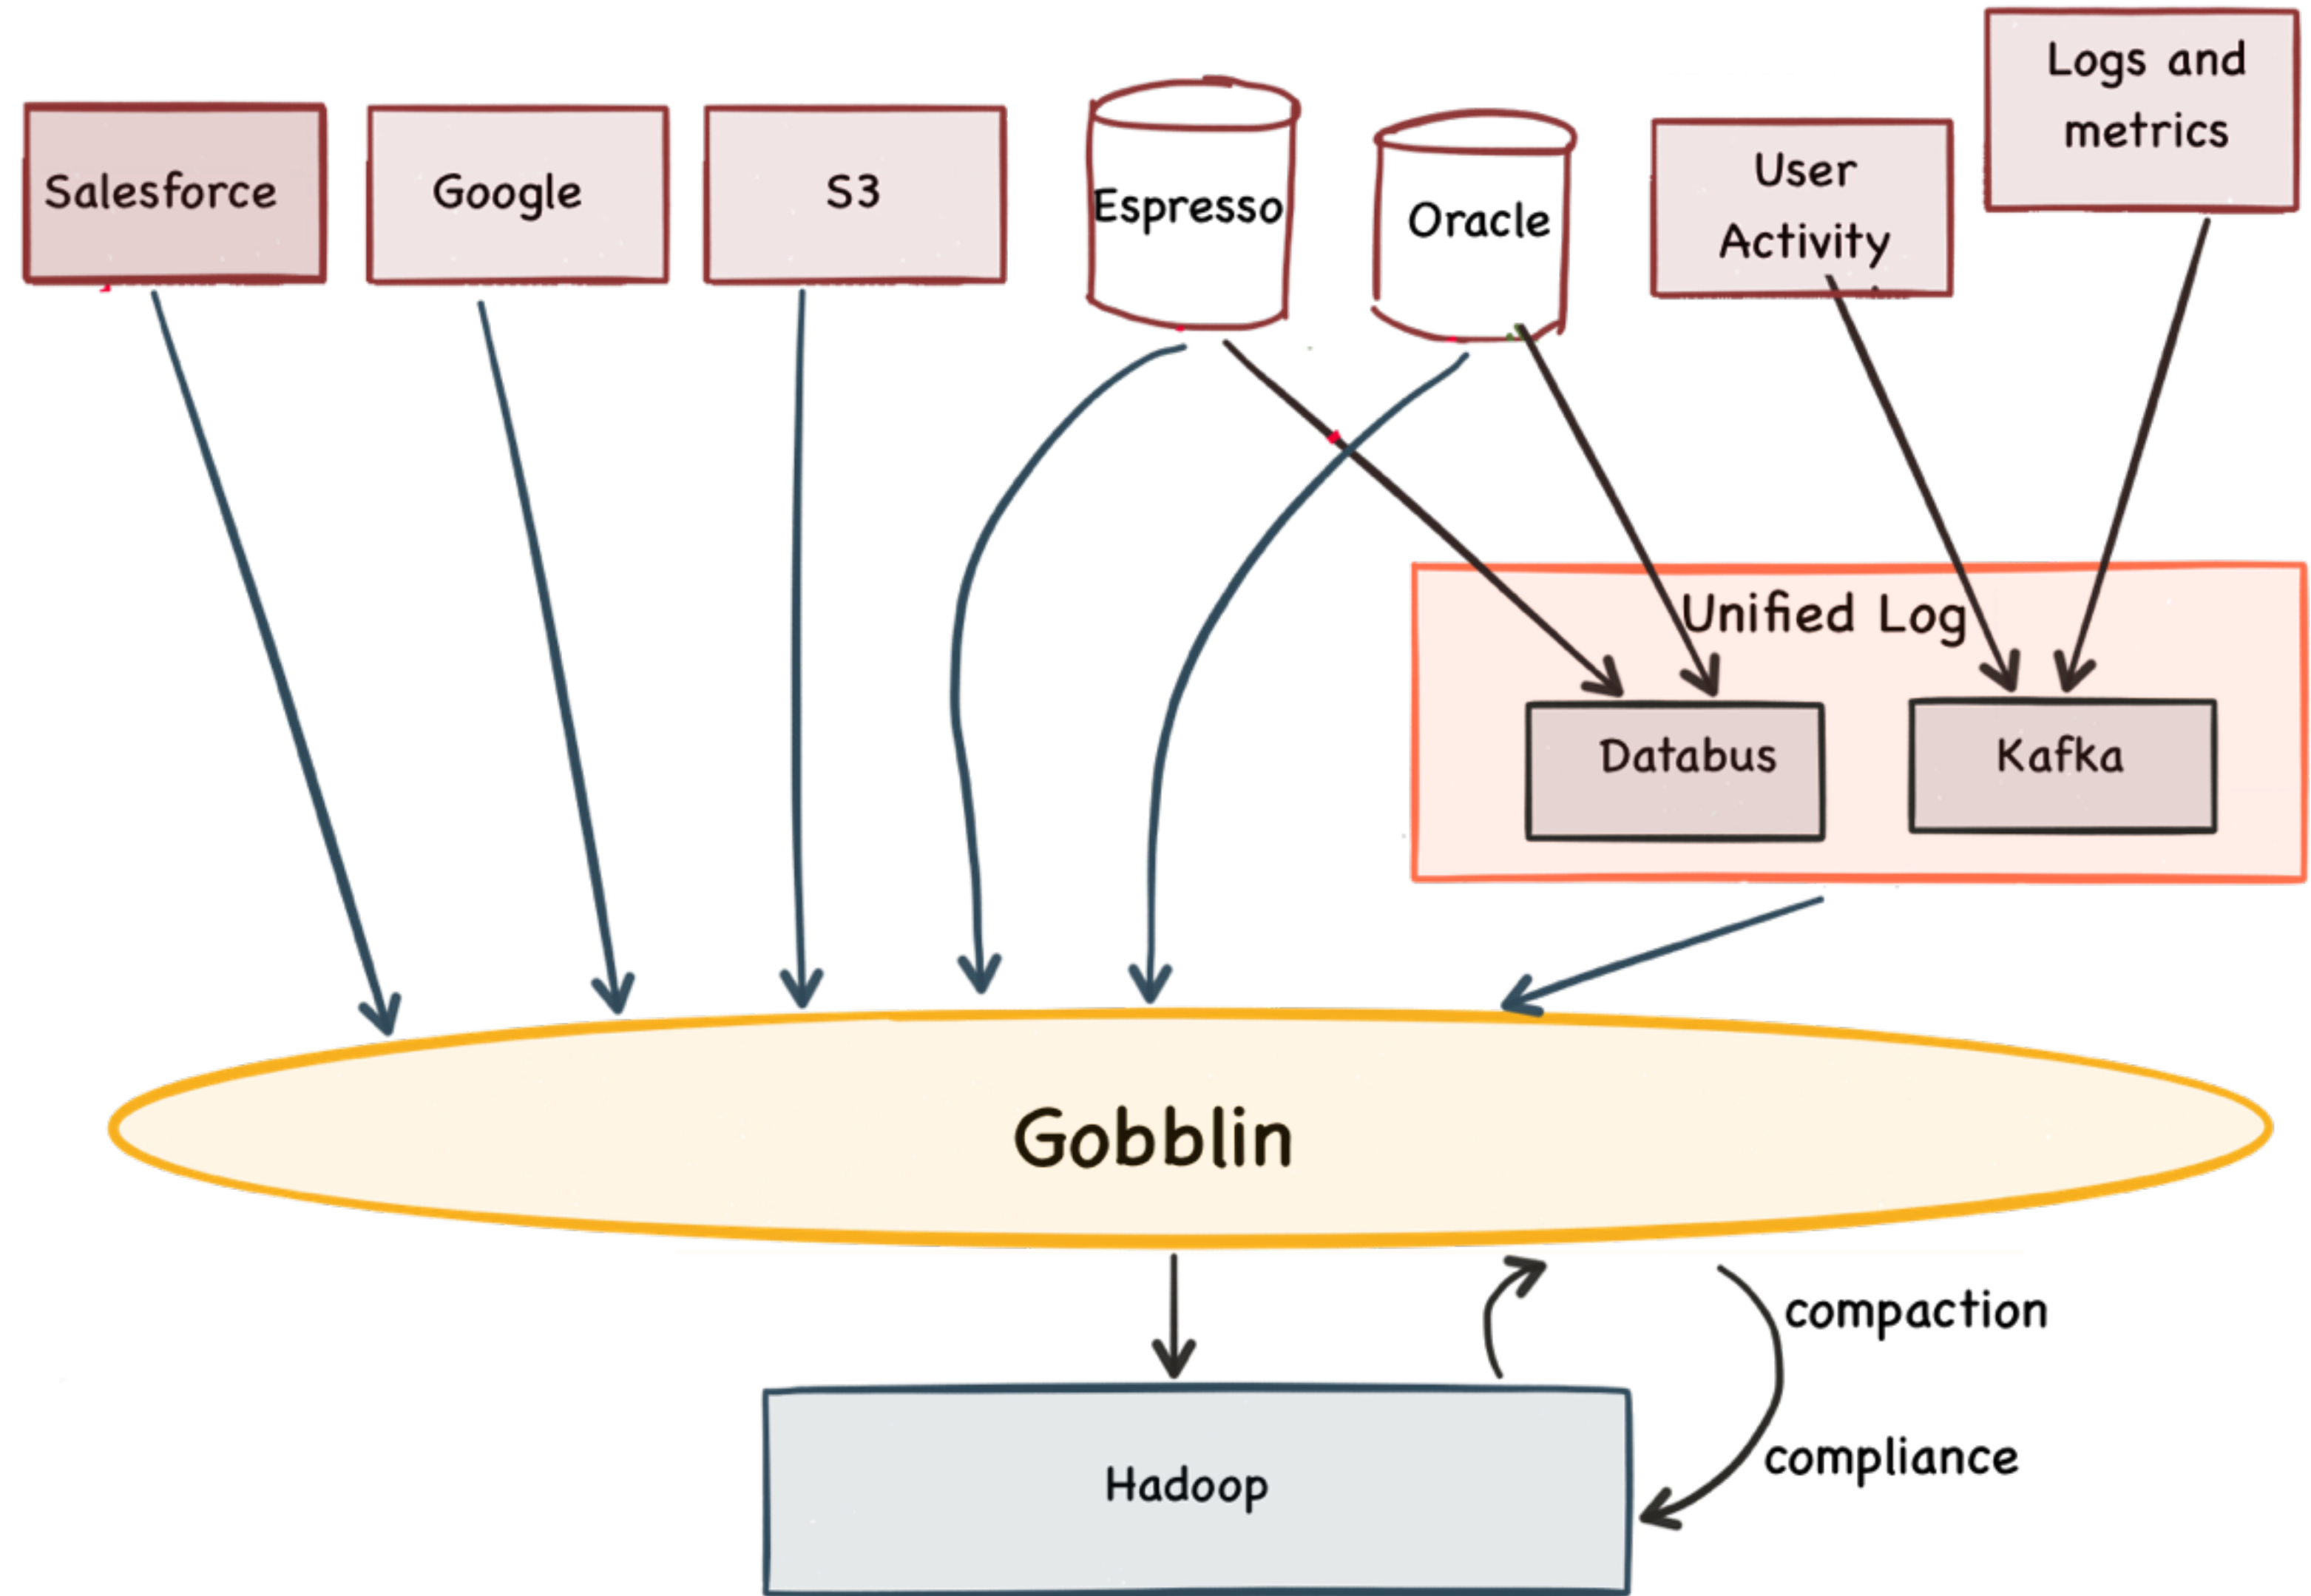 Salesforce
Google
S3
Espresso
Oracle
User
Activity
Logs and
metrics
Unified Log
Databus
Kafka
Gobblin
compaction
compliance
Hadoop